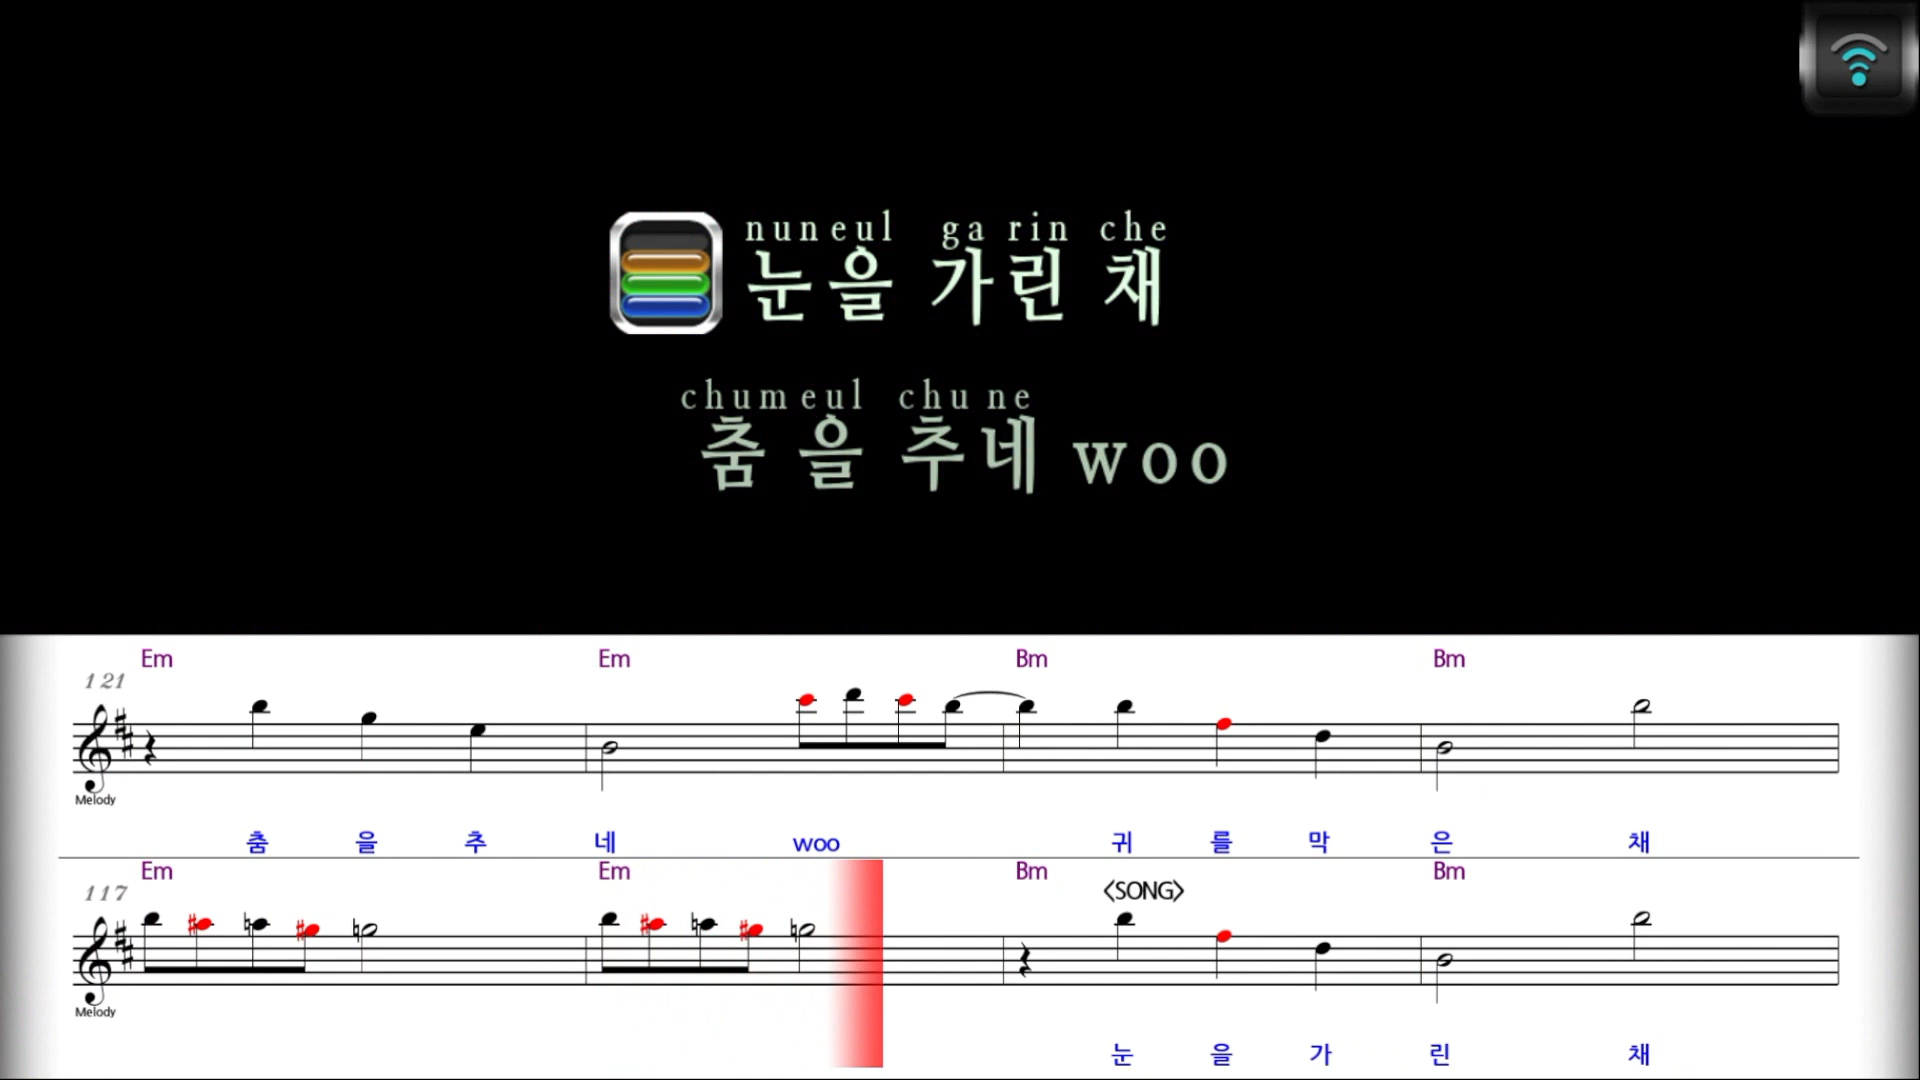 nuneul ga rin che
눈을 가린 채
chumeul chu ne
춤을 추네 woo
Em Em Bm Bm
121
Melody
춤 을 추 네 woo 귀 를 막 은 채
Em Em Bm Bm
117 <SONG>
Melody
눈 을 가 린 채